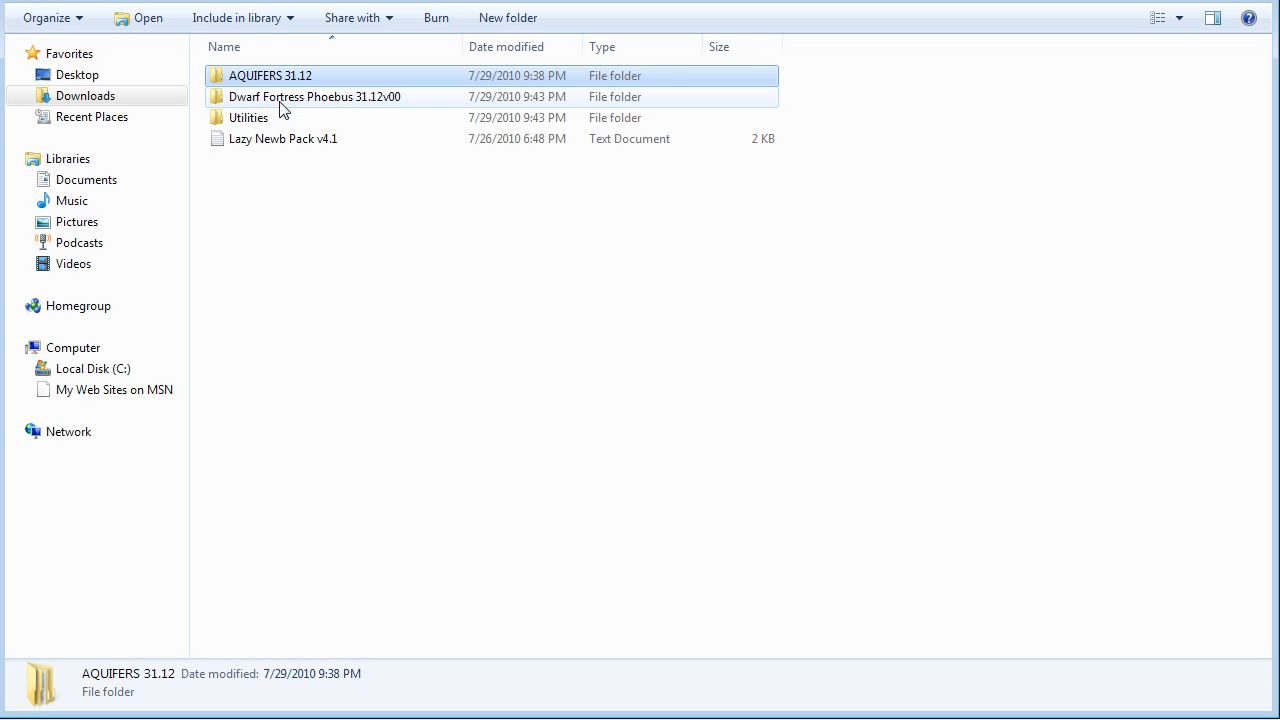 Organize Open Include in library Share with Burn New folder
Name Date modified Type Size
Favorites
Desktop
Downloads
Recent Places
Libraries
Documents
Music
Pictures
Podcasts
Videos
Homegroup
Computer
Local Disk (C:)
My Web Sites on MSN
Network
AQUIFERS 31.12 7/29/2010 9:38 PM File folder
Dwarf Fortress Phoebus 31.12v00 7/29/2010 9:43 PM File folder
Utilities 7/29/2010 9:43 PM File folder
Lazy Newb Pack v4.1 7/26/2010 6:48 PM Text Document 2 KB
AQUIFERS 31.12 Date modified: 7/29/2010 9:38 PM
File folder